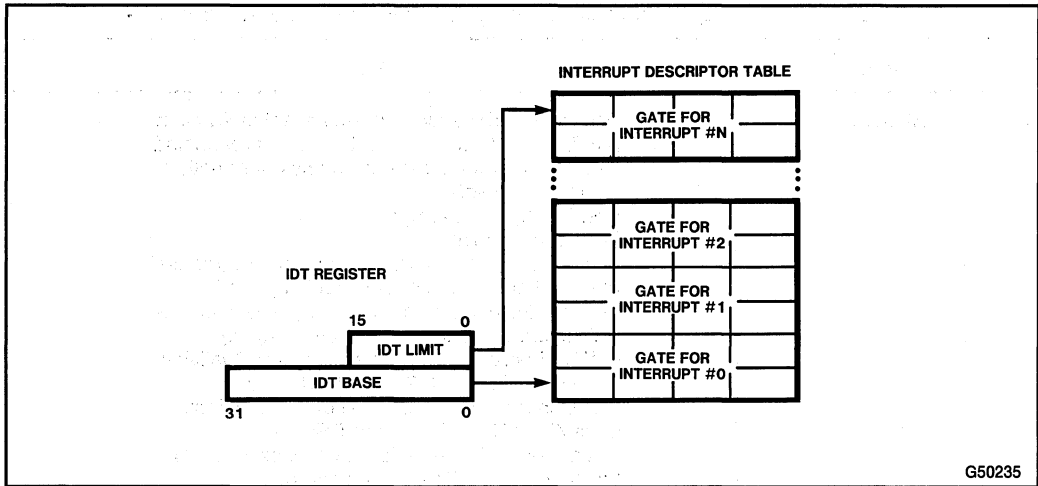 INTERRUPT DESCRIPTOR TABLE
GATE FOR
INTERRUPT #N
GATE FOR
INTERRUPT #2
IDT REGISTER
GATE FOR
INTERRUPT #1
15 0
IDT LIMIT
GATE FOR
INTERRUPT #0
IDT BASE
31 0
G50235